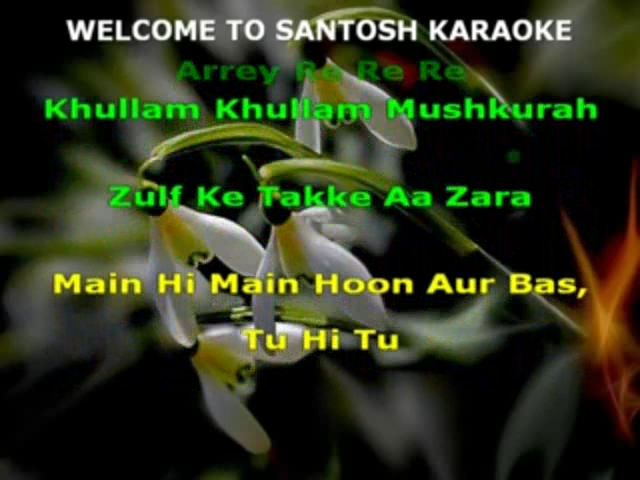 WELCOME TO SANTOSH KARAOKE
Arrey Re Re Re
Khullam Khullam Mushkurah
Zulf Ke Takke Aa Zara
Main Hi Main Hoon Aur Bas,
Tu Hi Tu